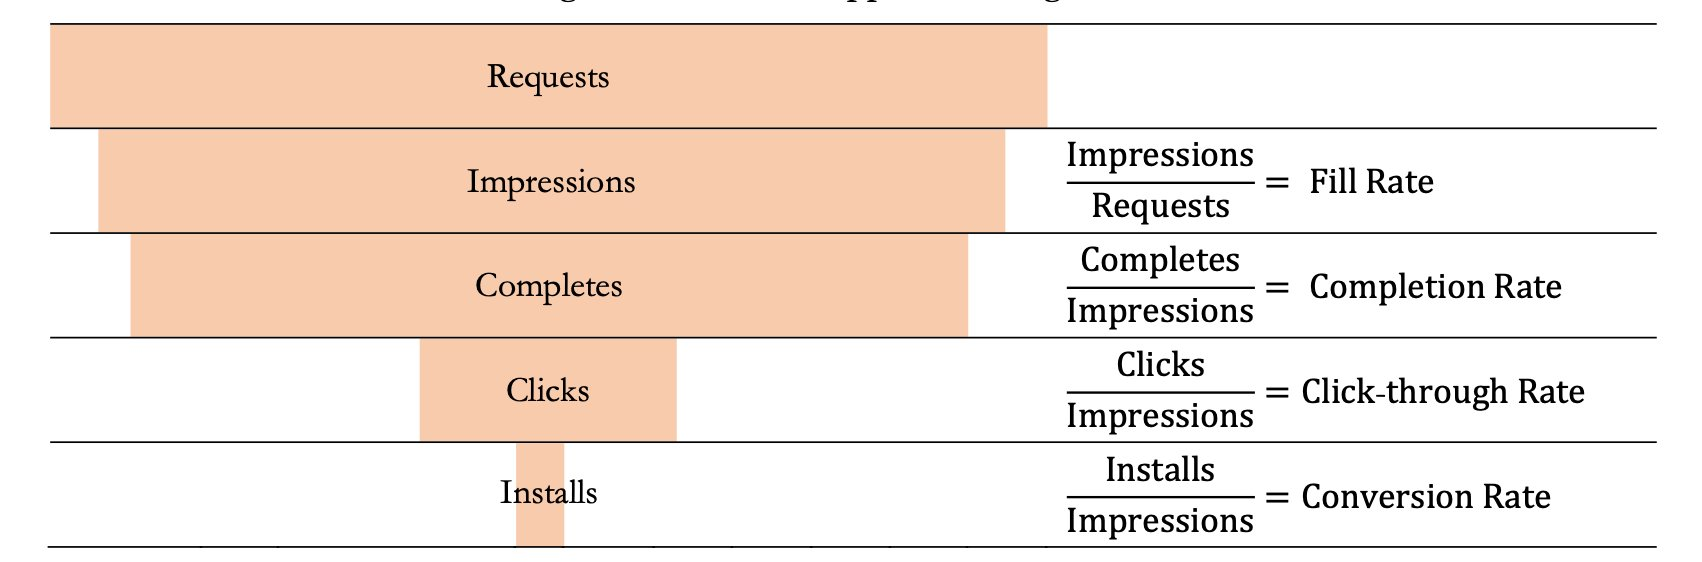 Requests
Impressions
Impressions
Requests
= Fill Rate
Completes
Completes
Impressions
= Completion Rate
Clicks
Clicks
Impressions
= Click-through Rate
Installs
Installs
Impressions
= Conversion Rate